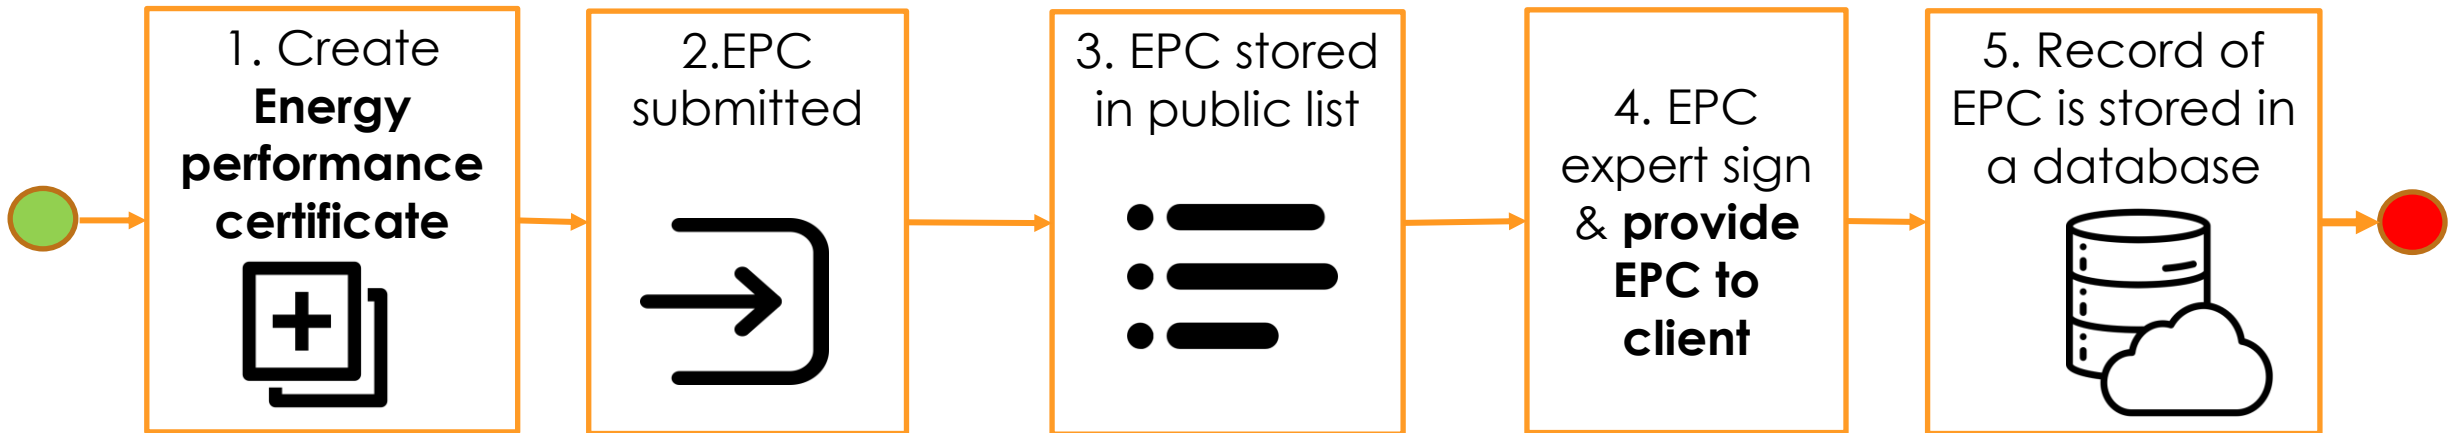 1. Create
Energy
performance
certificate
2.EPC
submitted
3. EPC stored
in public list
4. EPC
expert sign
& provide
EPC to
client
5. Record of
EPC is stored in
a database